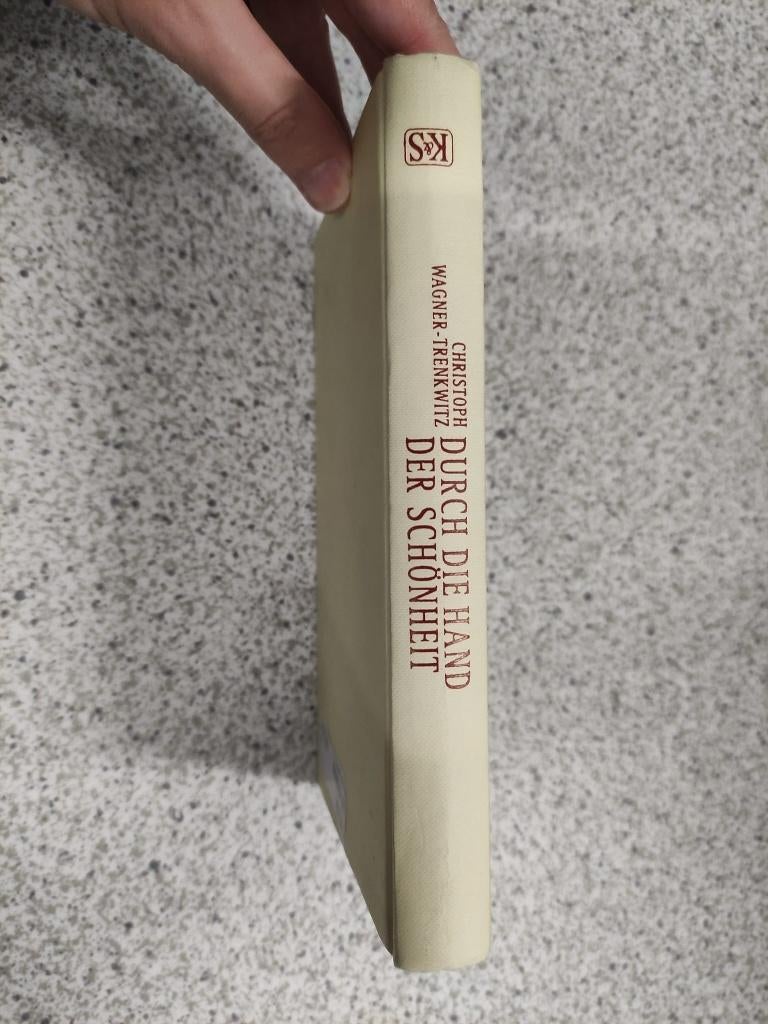 CHRISTOPH
WAGNER-TRENKWITZ
DURCH DIE HAND
DER SCHÖNHEIT
K&S